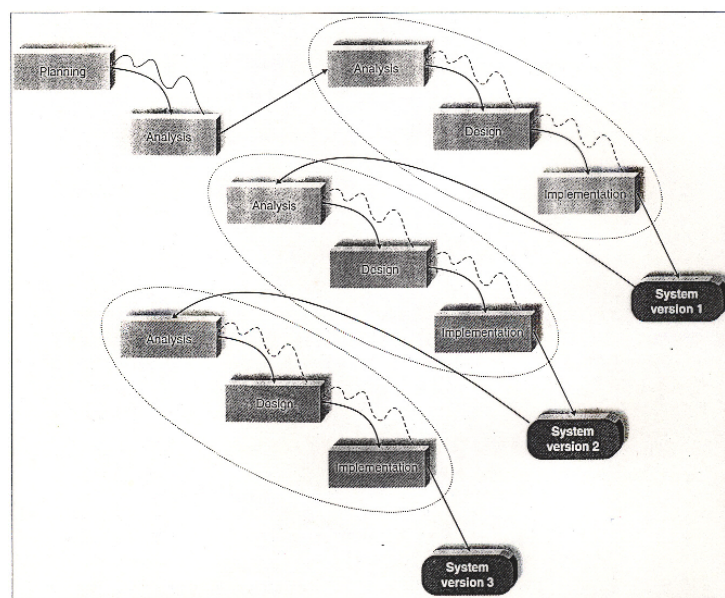 Planning
Analysis
Analysis
Design
Implementation
System
version 1
Analysis
Design
Implementation
System
version 2
Analysis
Design
Implementation
System
version 3